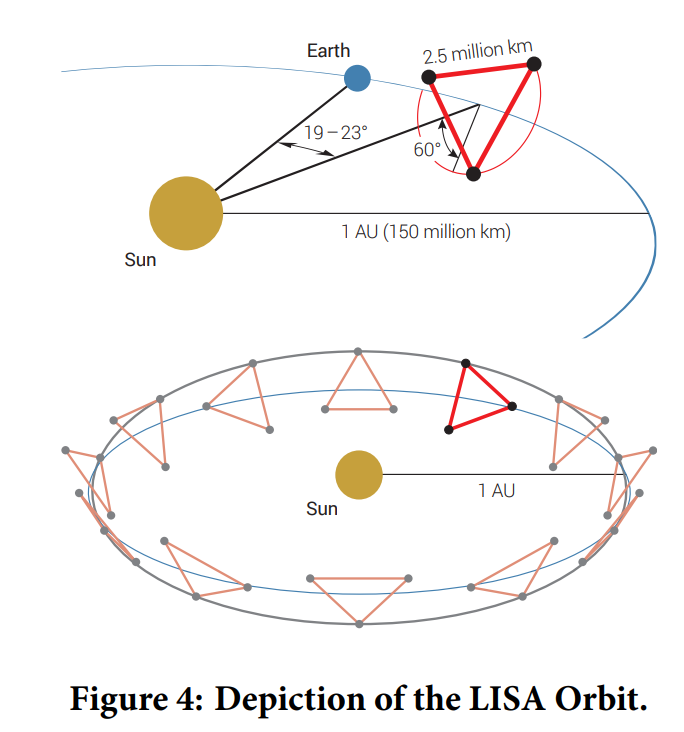 Earth
2.5 million km
19–23°
60°
1 AU (150 million km)
Sun
1 AU
Sun
Figure 4: Depiction of the LISA Orbit.